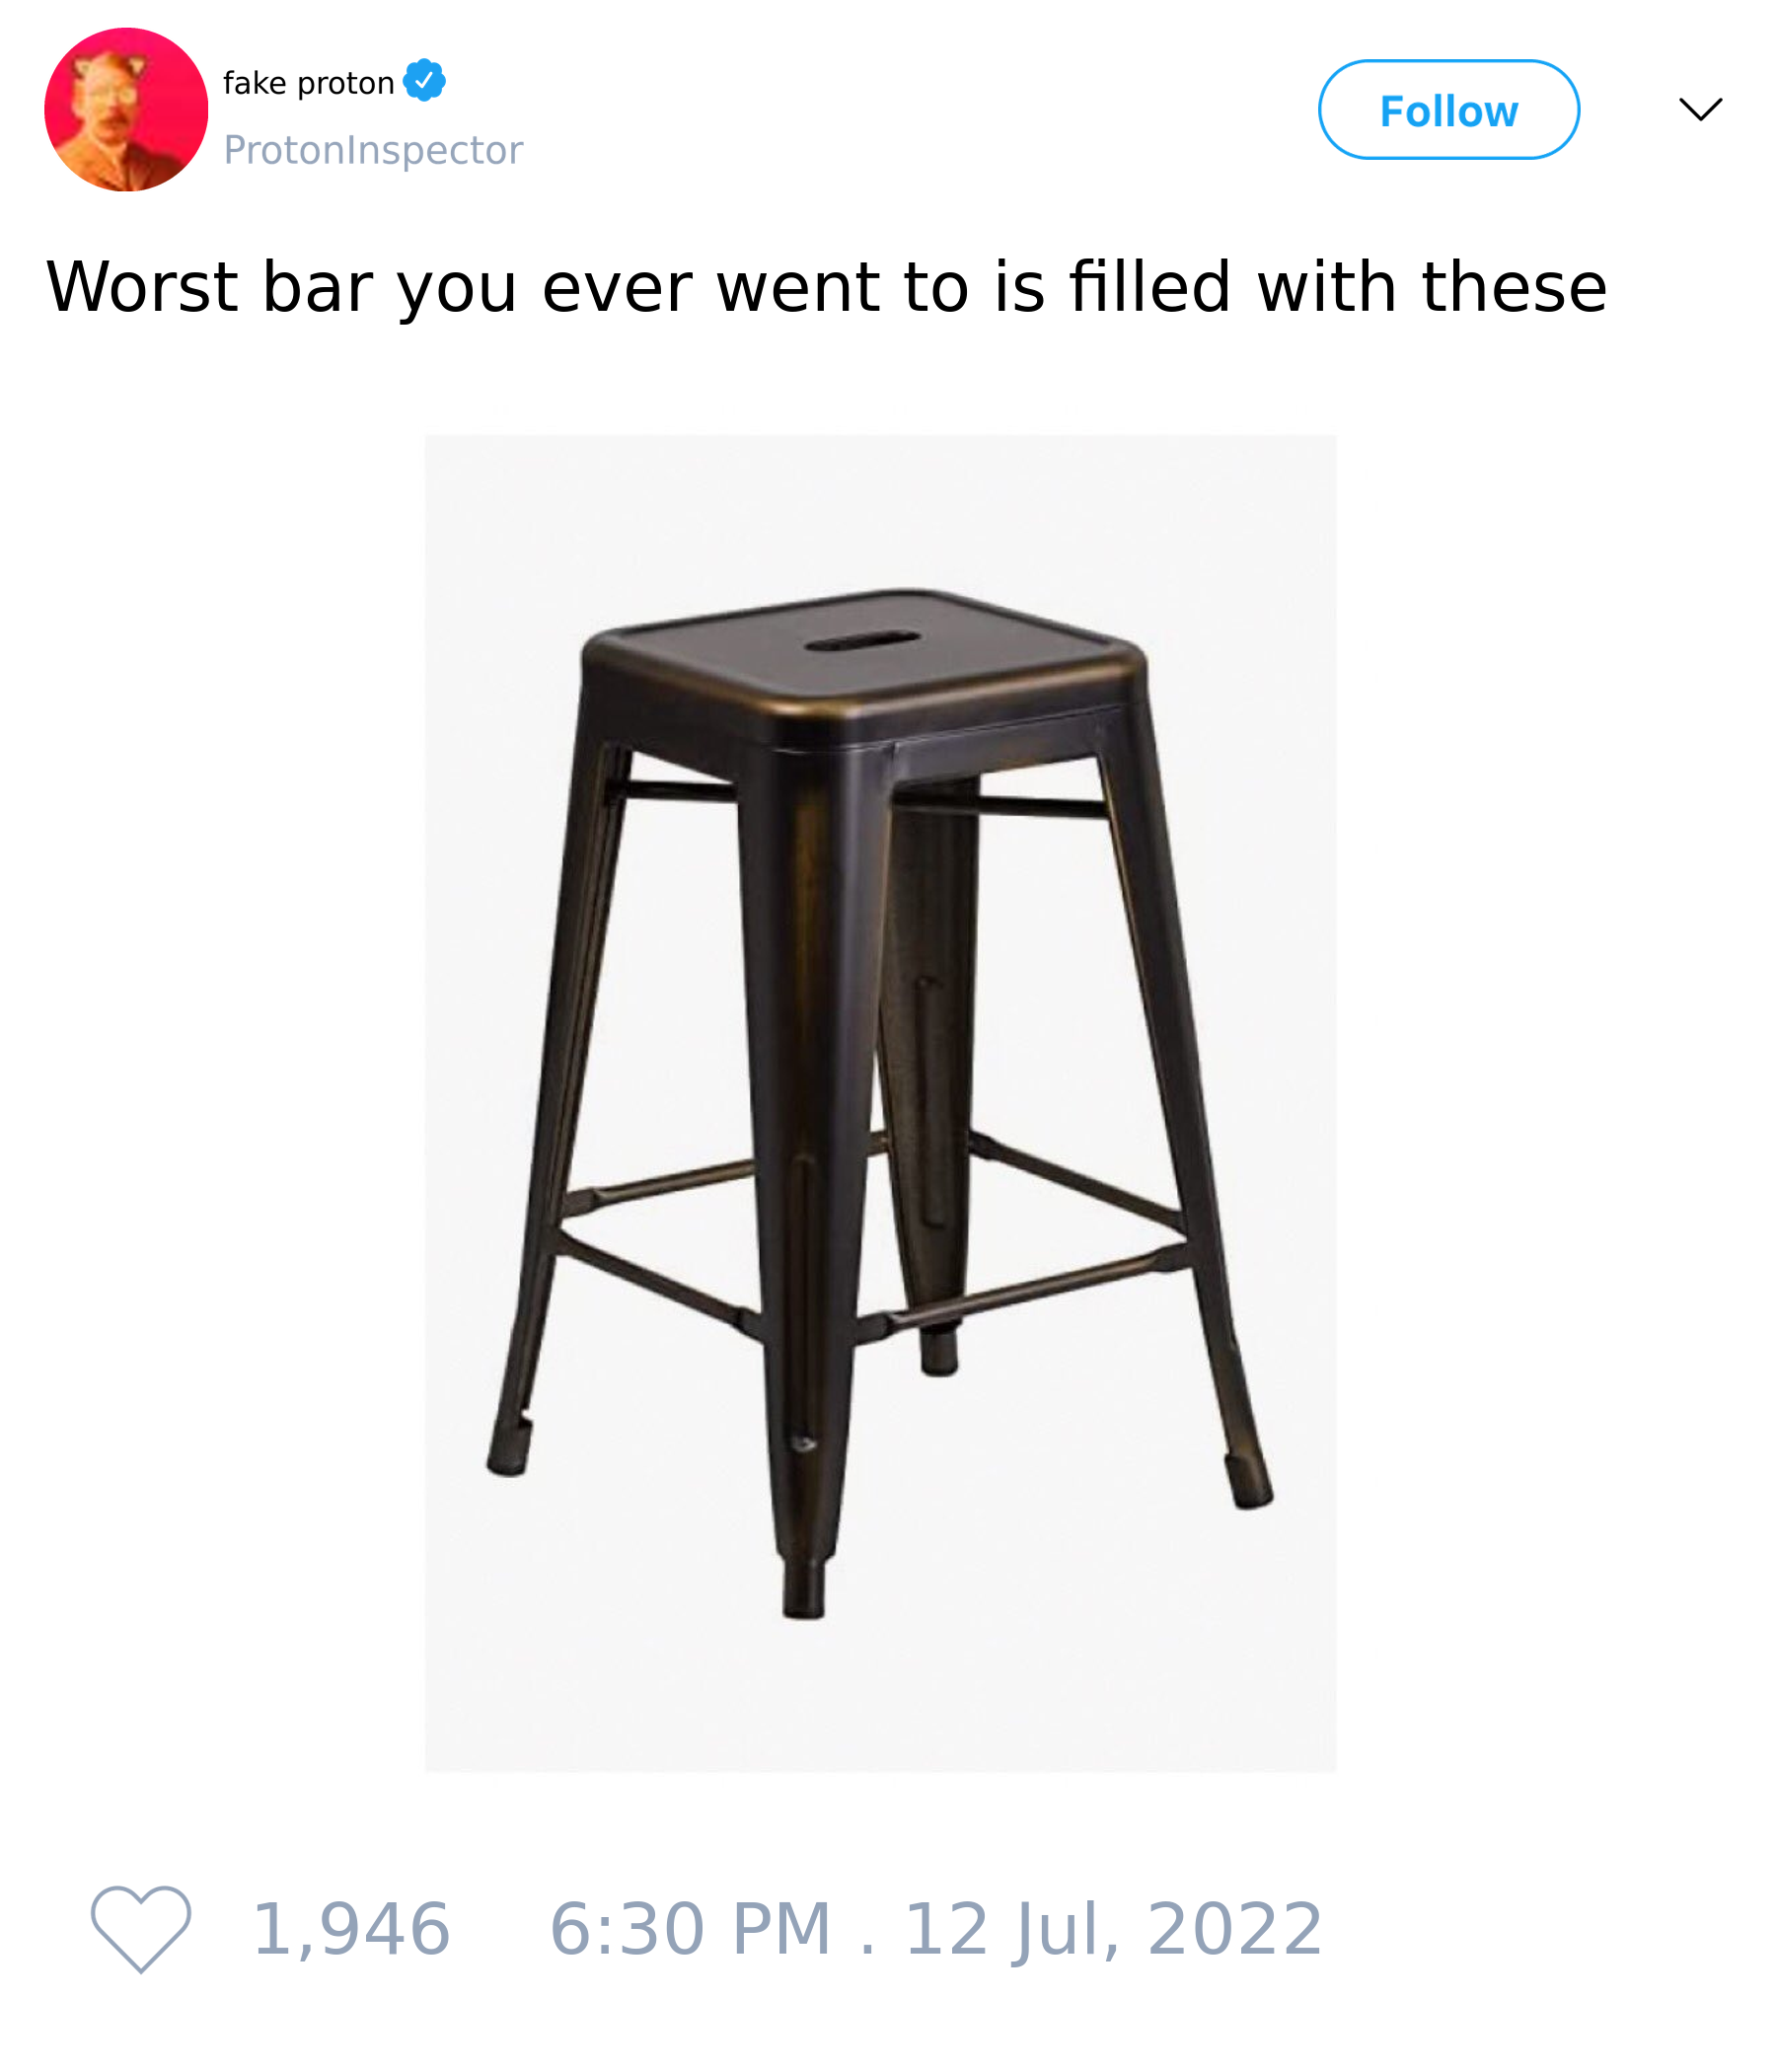 fake proton
ProtonInspector
Follow
Worst bar you ever went to is filled with these
1,946 6:30 PM . 12 Jul, 2022